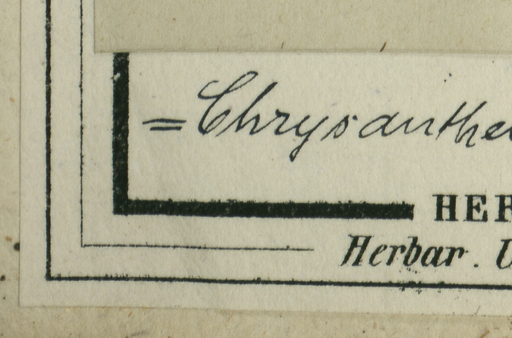 = Chrysanthe
HER
Herbar. U